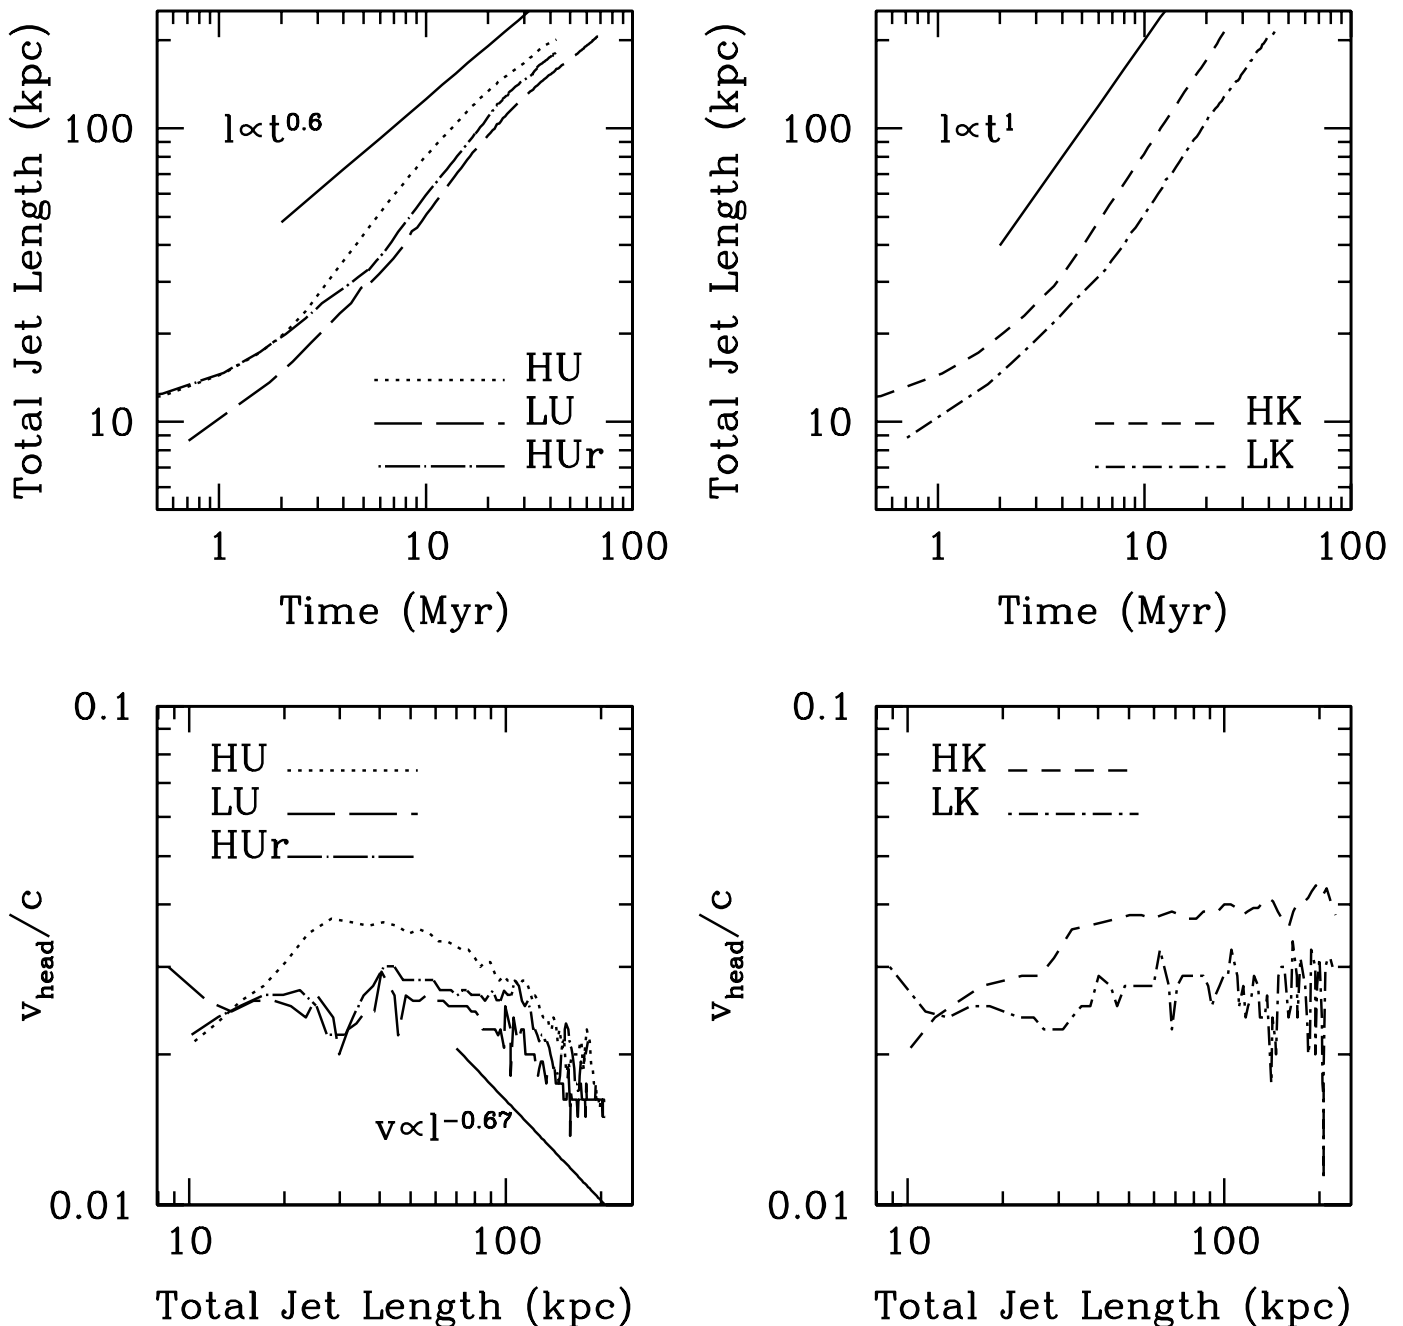 Total Jet Length (kpc)
100
10
l∝t^0.6
HU
LU
HUr
1 10 100
Time (Myr)
Total Jet Length (kpc)
100
10
l∝t^1
HK
LK
1 10 100
Time (Myr)
v_head/c
0.1
0.01
HU
LU
HUr
v∝l^−0.67
10 100
Total Jet Length (kpc)
v_head/c
0.1
0.01
HK
LK
10 100
Total Jet Length (kpc)